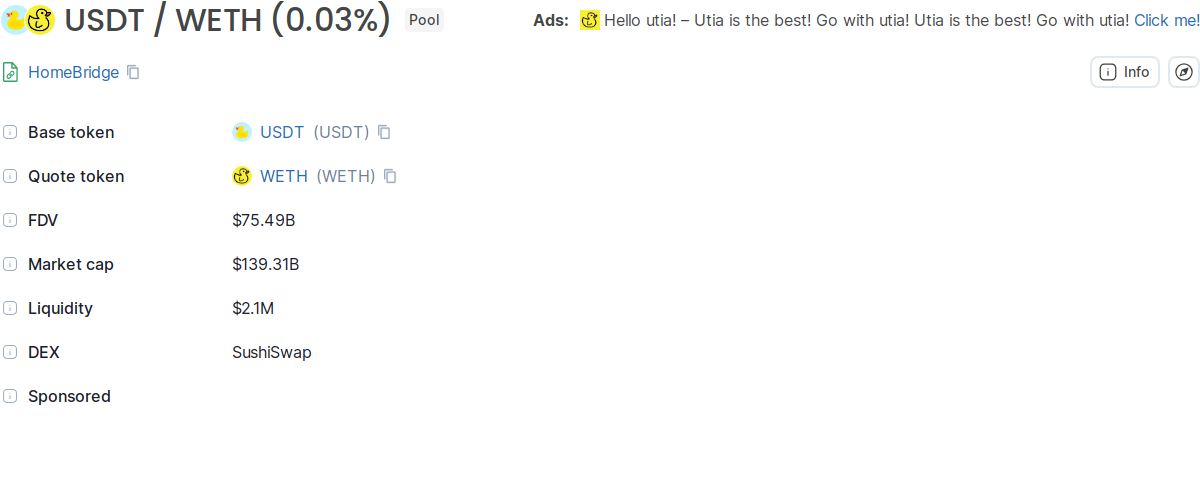 USDT / WETH (0.03%) Pool Ads: Hello utia! – Utia is the best! Go with utia! Utia is the best! Go with utia! Click me!
HomeBridge Info
Base token USDT (USDT)
Quote token WETH (WETH)
FDV $75.49B
Market cap $139.31B
Liquidity $2.1M
DEX SushiSwap
Sponsored